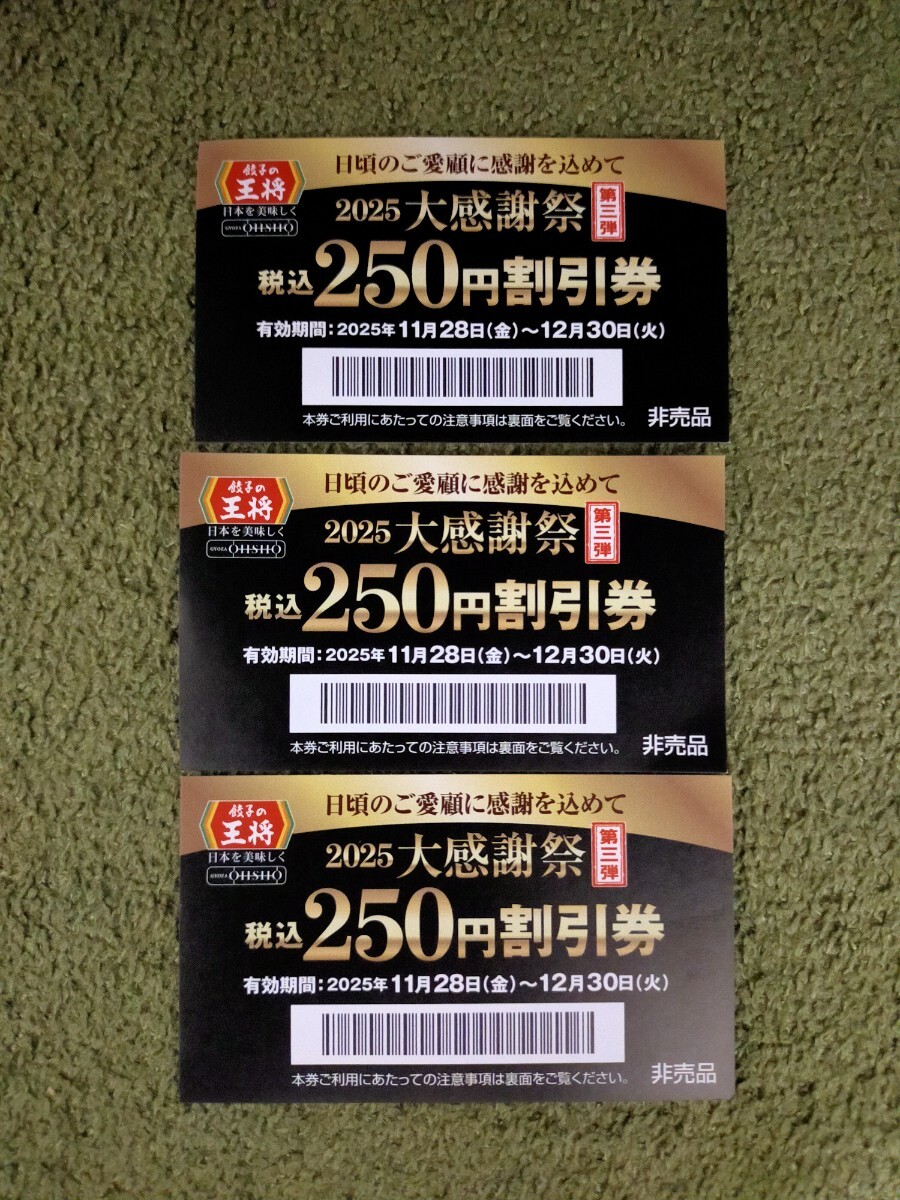 日頃のご愛顧に感謝を込めて
餃子の
王将
日本を美味しく
GYOZA OHSHO
2025 大感謝祭 第三弾
税込250円割引券
有効期間:2025年11月28日(金)~12月30日(火)
本券ご利用にあたっての注意事項は裏面をご覧ください。
非売品
日頃のご愛顧に感謝を込めて
餃子の
王将
日本を美味しく
GYOZA OHSHO
2025 大感謝祭 第三弾
税込250円割引券
有効期間:2025年11月28日(金)~12月30日(火)
本券ご利用にあたっての注意事項は裏面をご覧ください。
非売品
日頃のご愛顧に感謝を込めて
餃子の
王将
日本を美味しく
GYOZA OHSHO
2025 大感謝祭 第三弾
税込250円割引券
有効期間:2025年11月28日(金)~12月30日(火)
本券ご利用にあたっての注意事項は裏面をご覧ください。
非売品